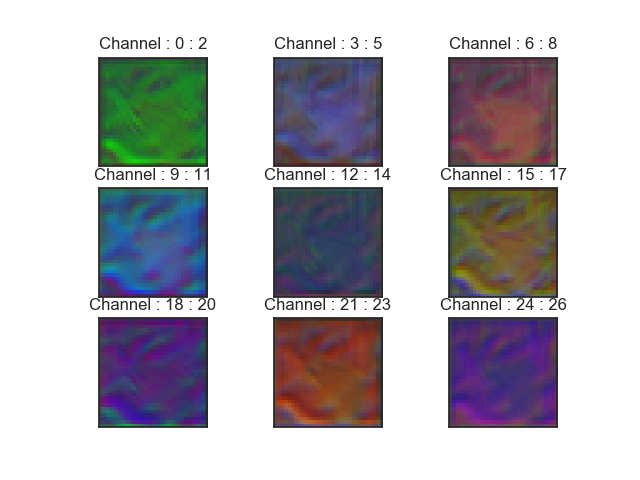 Channel : 0 : 2 Channel : 3 : 5 Channel : 6 : 8
Channel : 9 : 11 Channel : 12 : 14 Channel : 15 : 17
Channel : 18 : 20 Channel : 21 : 23 Channel : 24 : 26